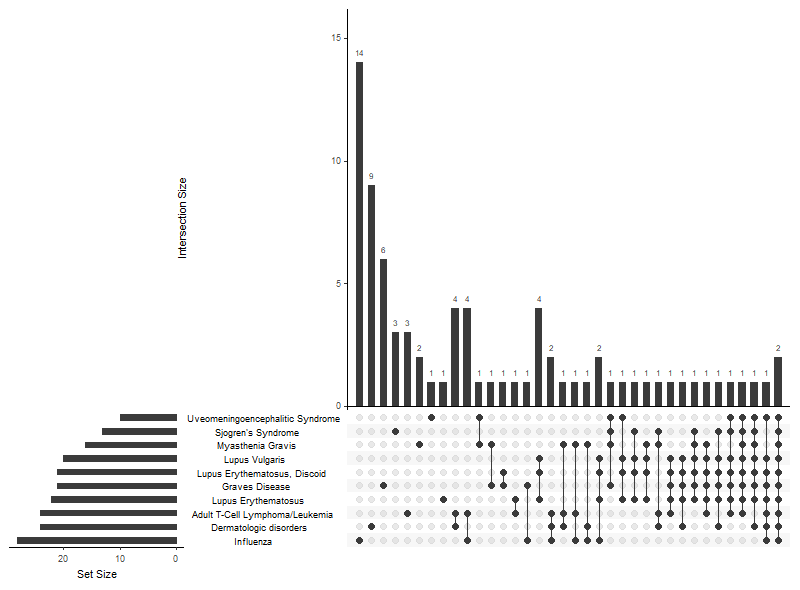 15
14
10
9
6
5
4 4 4
3 3
2 2 2 2
1 1 1 1 1 1 1 1 1 1 1 1 1 1 1 1 1 1 1 1 1 1 1 1
0
Intersection Size
Uveomeningoencephalitic Syndrome
Sjogren's Syndrome
Myasthenia Gravis
Lupus Vulgaris
Lupus Erythematosus, Discoid
Graves Disease
Lupus Erythematosus
Adult T-Cell Lymphoma/Leukemia
Dermatologic disorders
Influenza
20 10 0
Set Size